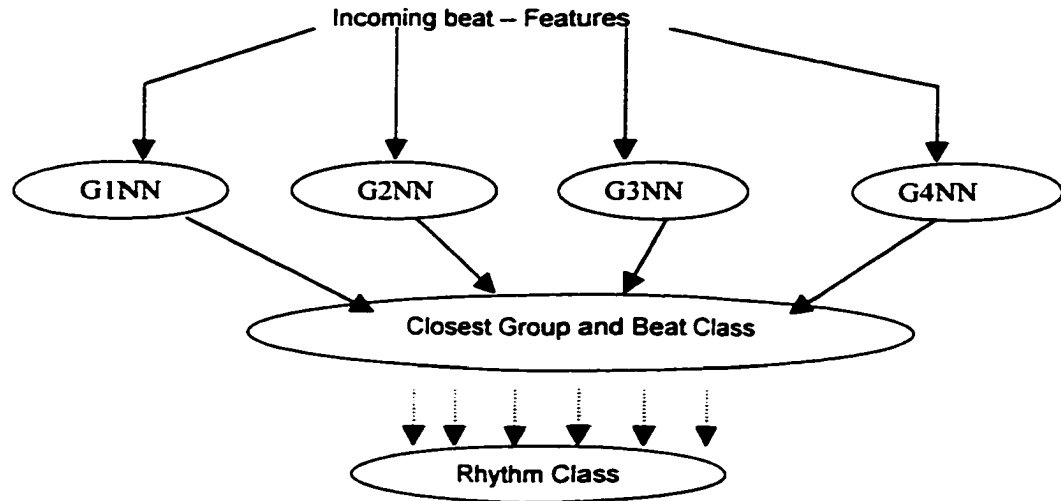 Incoming beat – Features
G1NN
G2NN
G3NN
G4NN
Closest Group and Beat Class
Rhythm Class